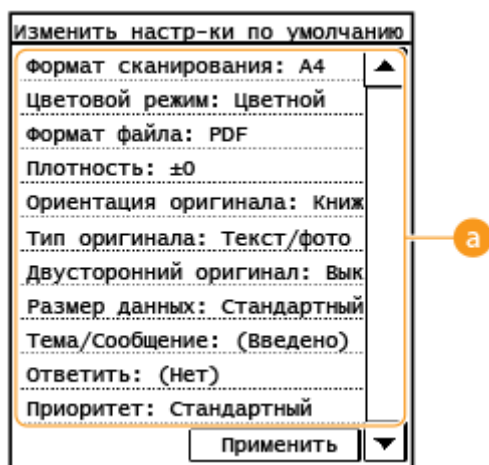 Изменить настр-ки по умолчанию
Формат сканирования: A4
Цветовой режим: Цветной
Формат файла: PDF
Плотность: ±0
Ориентация оригинала: Книж
Тип оригинала: Текст/фото
Двусторонний оригинал: Вык
Размер данных: Стандартный
Тема/Сообщение: (Введено)
Ответить: (Нет)
Приоритет: Стандартный
Применить
a